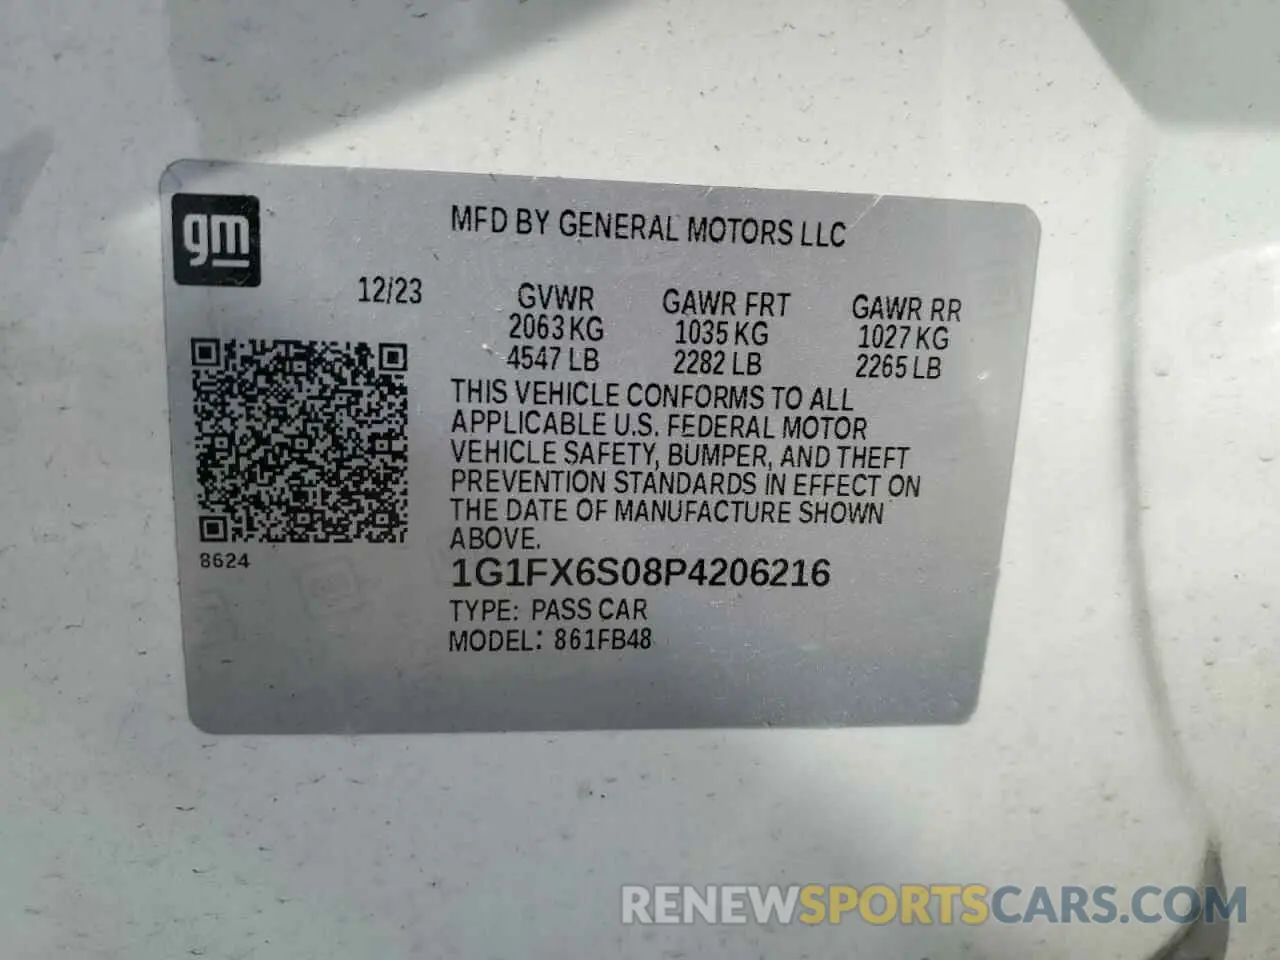 gm
MFD BY GENERAL MOTORS LLC
12/23
GVWR GAWR FRT GAWR RR
2063 KG 1035 KG 1027 KG
4547 LB 2282 LB 2265 LB
THIS VEHICLE CONFORMS TO ALL
APPLICABLE U.S. FEDERAL MOTOR
VEHICLE SAFETY, BUMPER, AND THEFT
PREVENTION STANDARDS IN EFFECT ON
THE DATE OF MANUFACTURE SHOWN
ABOVE.
8624
1G1FX6S08P4206216
TYPE: PASS CAR
MODEL: 861FB48
RENEWSPORTSCARS.COM